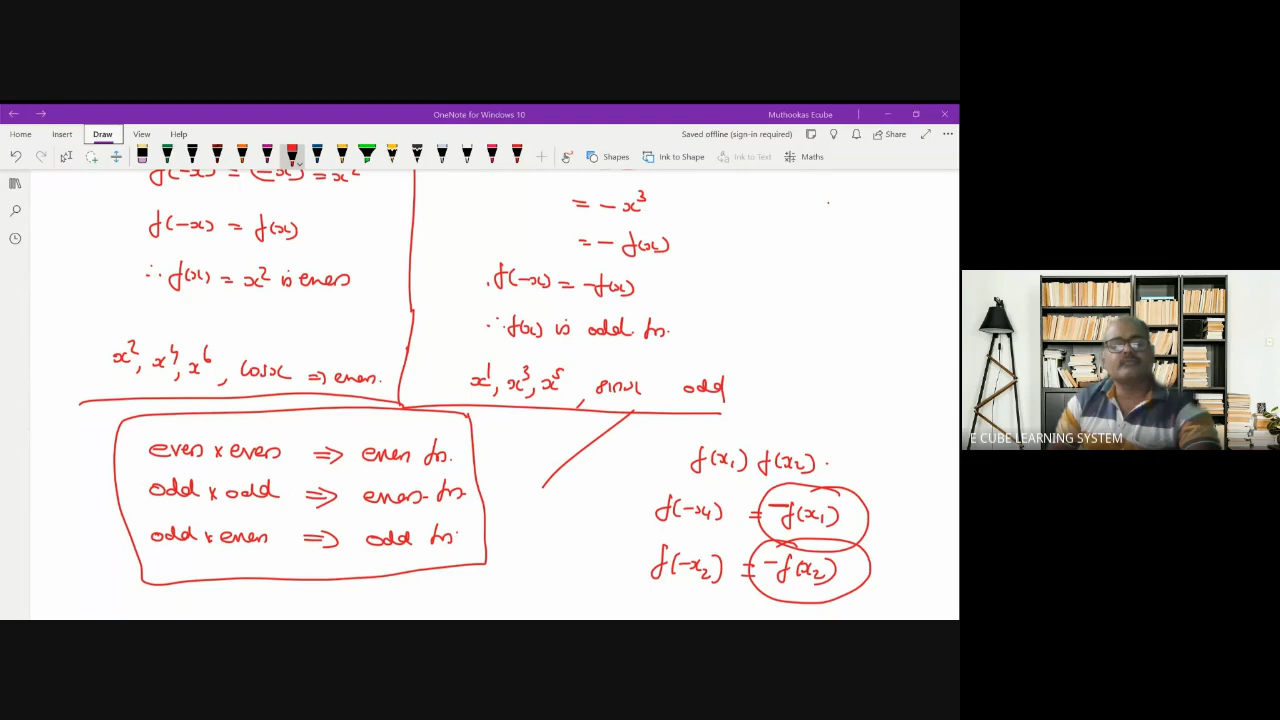 OneNote for Windows 10
Muthookas Ecube
Home Insert Draw View Help
Saved offline (sign-in required) Share
Shapes Ink to Shape Ink to Text Maths
f(-x) = (-x) = x²
f(-x) = f(x)
∴ f(x) = x² is even
x², x⁴, x⁶, cosx ⇒ even.
= - x³
= - f(x)
f(-x) = -f(x)
∴ f(x) is odd fn.
x¹, x³, x⁵, sinx odd
even x even ⇒ even fn.
odd x odd ⇒ even fn
odd x even ⇒ odd fn.
f(x₁) f(x₂).
f(-x₁) = -f(x₁)
f(-x₂) = -f(x₂)
E CUBE LEARNING SYSTEM